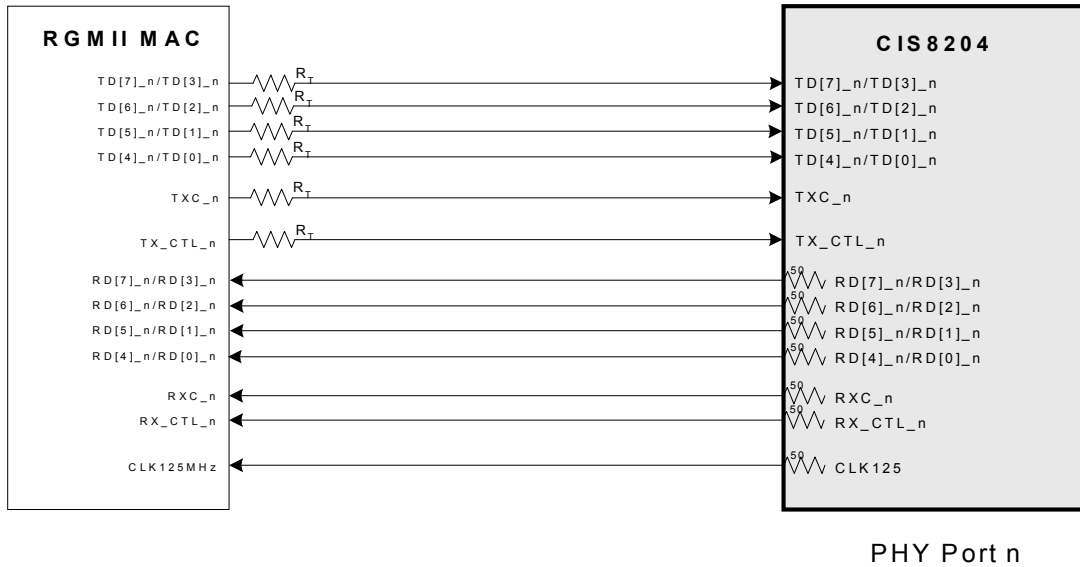 RGMII MAC
CIS8204
TD[7]_n/TD[3]_n
R_T
TD[7]_n/TD[3]_n
TD[6]_n/TD[2]_n
R_T
TD[6]_n/TD[2]_n
TD[5]_n/TD[1]_n
R_T
TD[5]_n/TD[1]_n
TD[4]_n/TD[0]_n
R_T
TD[4]_n/TD[0]_n
TXC_n
R_T
TXC_n
TX_CTL_n
R_T
TX_CTL_n
RD[7]_n/RD[3]_n
50
RD[7]_n/RD[3]_n
RD[6]_n/RD[2]_n
50
RD[6]_n/RD[2]_n
RD[5]_n/RD[1]_n
50
RD[5]_n/RD[1]_n
RD[4]_n/RD[0]_n
50
RD[4]_n/RD[0]_n
RXC_n
50
RXC_n
RX_CTL_n
50
RX_CTL_n
CLK125MHz
50
CLK125
PHY Port n